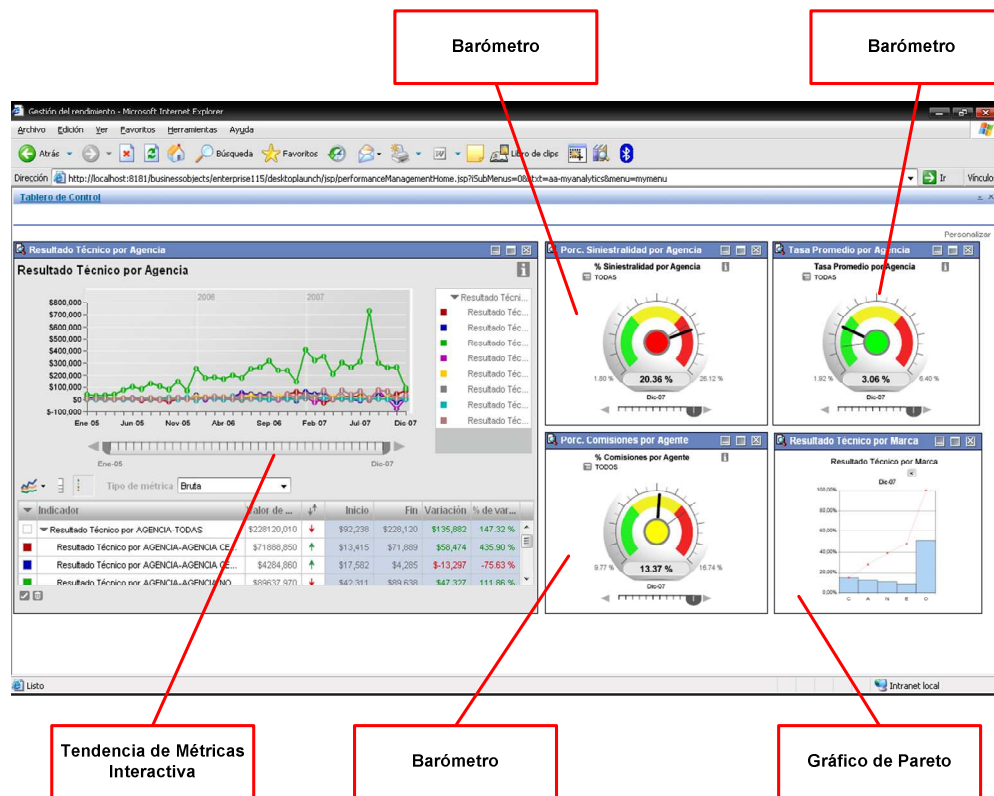 Barómetro
Barómetro
Gestión del rendimiento - Microsoft Internet Explorer
Archivo Edición Ver Favoritos Herramientas Ayuda
Atrás Búsqueda Favoritos Libro de clips
Dirección http://localhost:8181/businessobjects/enterprise115/desktoplaunch/jsp/performanceManagementHome.jsp?iSubMenus=0& txt=aa-myanalytics&menu=mymenu Ir Vínculo
Tablero de Control
Personalizar
Resultado Técnico por Agencia
Resultado Técnico por Agencia
2006 2007
$800,000
$700,000
$600,000
$500,000
$400,000
$300,000
$200,000
$100,000
$0
$-100,000
Ene 05 Jun 05 Nov 05 Abr 06 Sep 06 Feb 07 Jul 07 Dic 07
Resultado Técni...
Resultado Téc...
Resultado Téc...
Resultado Téc...
Resultado Téc...
Resultado Téc...
Resultado Téc...
Resultado Téc...
Resultado Téc...
Ene-05 Dic-07
Tipo de métrica Bruta
Indicador Valor de ... Inicio Fin Variación % de var...
Resultado Técnico por AGENCIA-TODAS $228120,010 $92,238 $228,120 $135,882 147.32 %
Resultado Técnico por AGENCIA-AGENCIA CE... $71888,850 $13,415 $71,889 $58,474 435.90 %
Resultado Técnico por AGENCIA-AGENCIA CE... $4284,860 $17,582 $4,285 $-13,297 -75.63 %
Resultado Técnico por AGENCIA-AGENCIA NO... $89637,970 $42,311 $89,638 $47,327 111.86 %
Porc. Siniestralidad por Agencia
% Siniestralidad por Agencia
TODAS
1.80 % 20.36 % 26.12 %
Dic-07
Tasa Promedio por Agencia
Tasa Promedio por Agencia
TODAS
1.92 % 3.06 % 6.40 %
Dic-07
Porc. Comisiones por Agente
% Comisiones por Agente
TODOS
9.77 % 13.37 % 16.74 %
Dic-07
Resultado Técnico por Marca
Resultado Técnico por Marca
Dic-07
100,00%
80,00%
60,00%
40,00%
20,00%
0,00%
C A N E O
Listo Intranet local
Tendencia de Métricas
Interactiva
Barómetro
Gráfico de Pareto